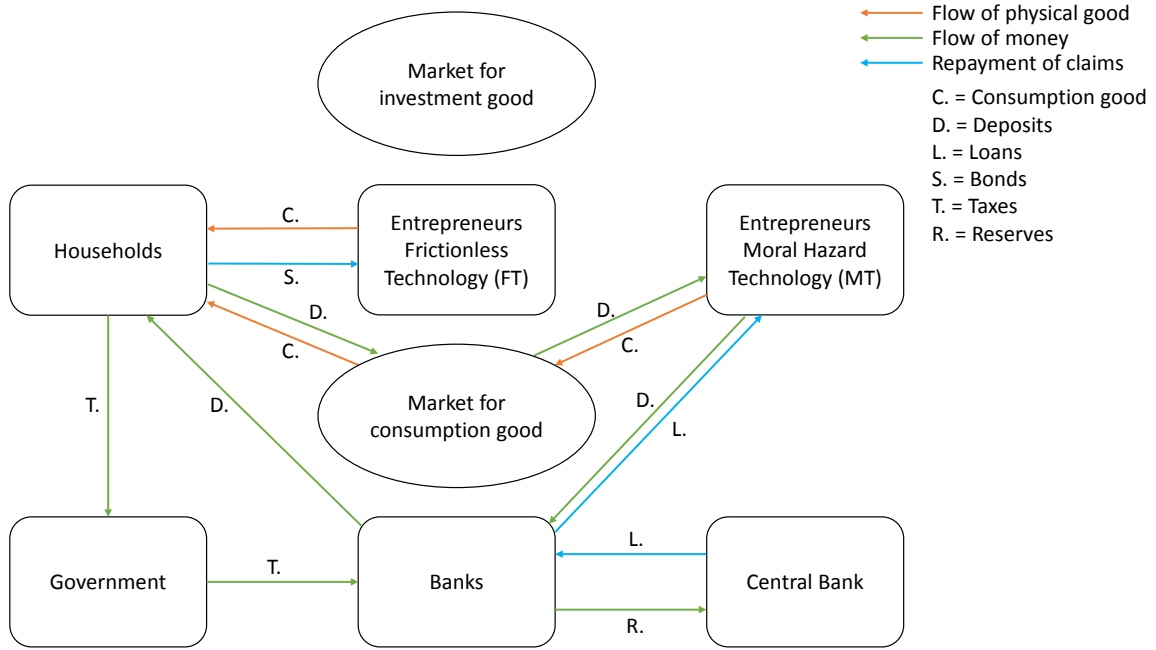 Flow of physical good
Flow of money
Repayment of claims
C. = Consumption good
D. = Deposits
L. = Loans
S. = Bonds
T. = Taxes
R. = Reserves
Market for
investment good
Households
C.
S.
Entrepreneurs
Frictionless
Technology (FT)
Entrepreneurs
Moral Hazard
Technology (MT)
D.
C.
D.
C.
Market for
consumption good
T.
D.
D.
L.
Government
T.
Banks
L.
R.
Central Bank